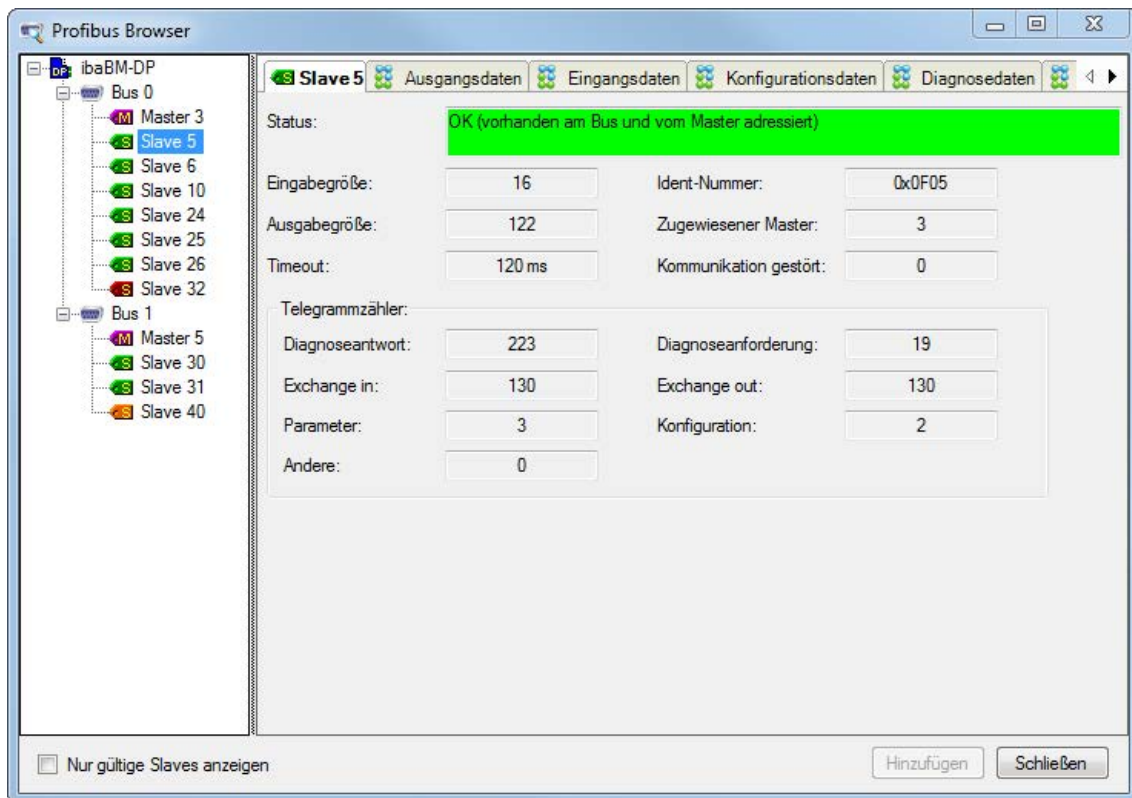 Profibus Browser
ibaBM-DP
Bus 0
Master 3
Slave 5
Slave 6
Slave 10
Slave 24
Slave 25
Slave 26
Slave 32
Bus 1
Master 5
Slave 30
Slave 31
Slave 40
Slave 5 Ausgangsdaten Eingangsdaten Konfigurationsdaten Diagnosedaten
Status: OK (vorhanden am Bus und vom Master adressiert)
Eingabegröße: 16 Ident-Nummer: 0x0F05
Ausgabegröße: 122 Zugewiesener Master: 3
Timeout: 120 ms Kommunikation gestört: 0
Telegrammzähler:
Diagnoseantwort: 223 Diagnoseanforderung: 19
Exchange in: 130 Exchange out: 130
Parameter: 3 Konfiguration: 2
Andere: 0
Nur gültige Slaves anzeigen Hinzufügen Schließen